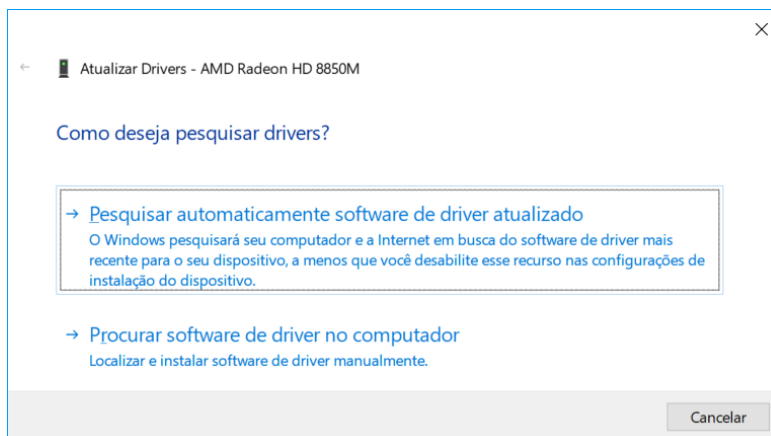 Atualizar Drivers - AMD Radeon HD 8850M
Como deseja pesquisar drivers?
Pesquisar automaticamente software de driver atualizado
O Windows pesquisará seu computador e a Internet em busca do software de driver mais
recente para o seu dispositivo, a menos que você desabilite esse recurso nas configurações de
instalação do dispositivo.
Procurar software de driver no computador
Localizar e instalar software de driver manualmente.
Cancelar